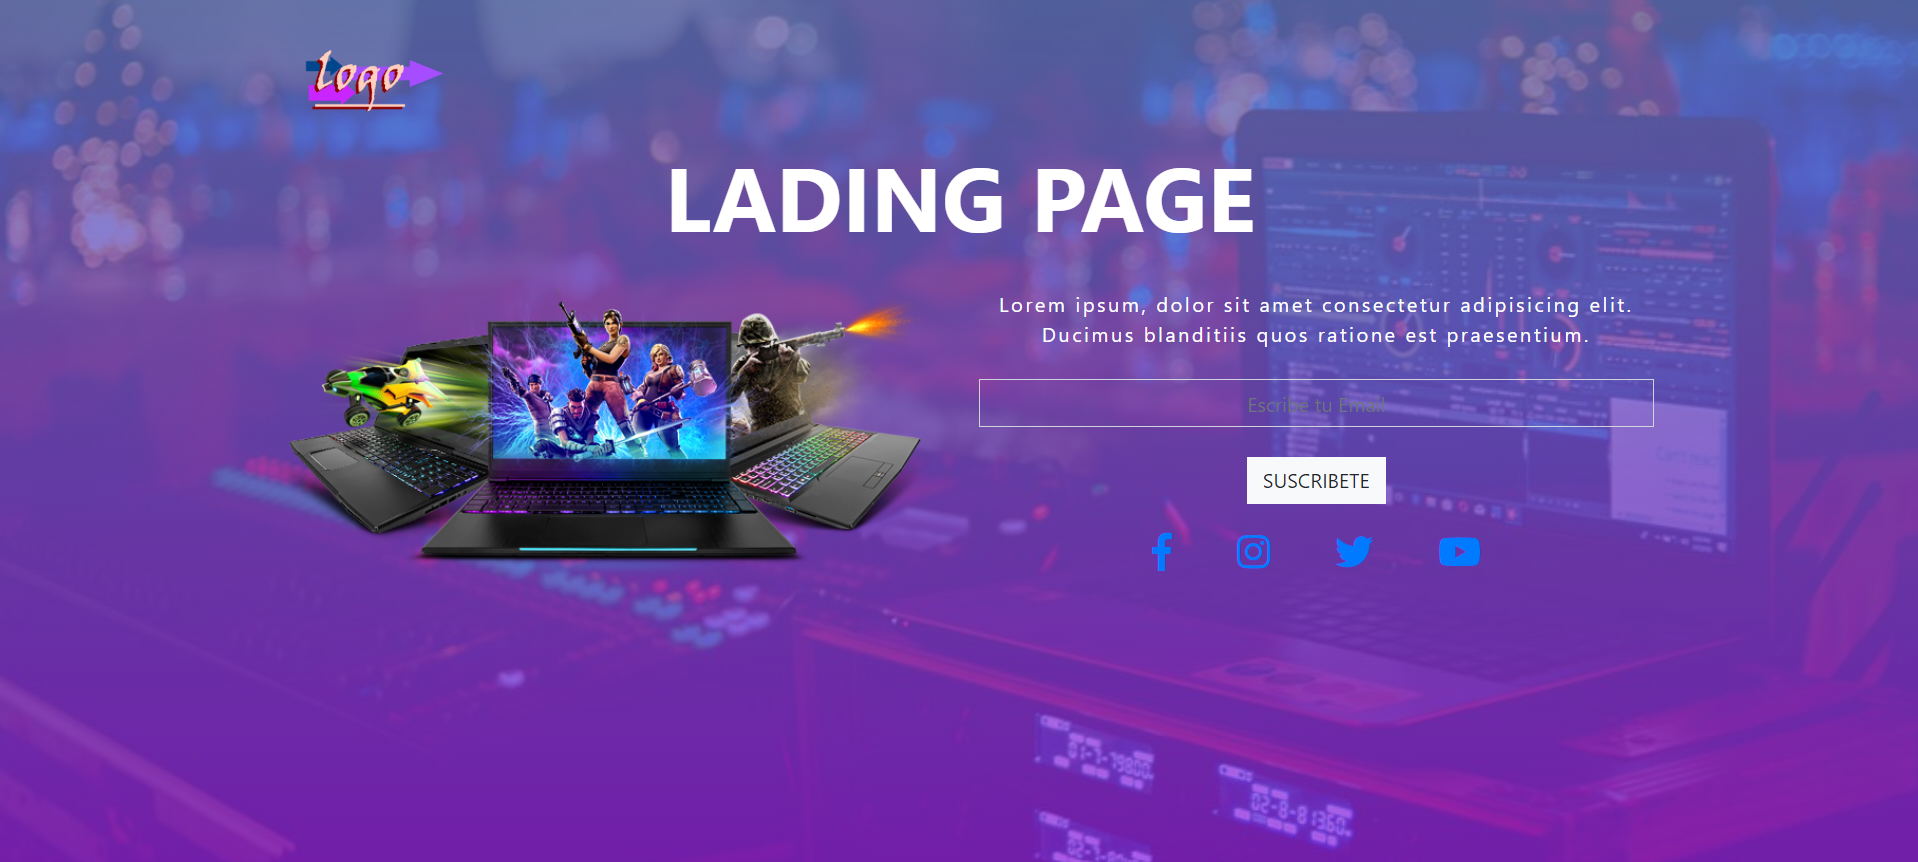 Logo
LADING PAGE
Lorem ipsum, dolor sit amet consectetur adipisicing elit.
Ducimus blanditiis quos ratione est praesentium.
Escribe tu Email
SUSCRIBETE